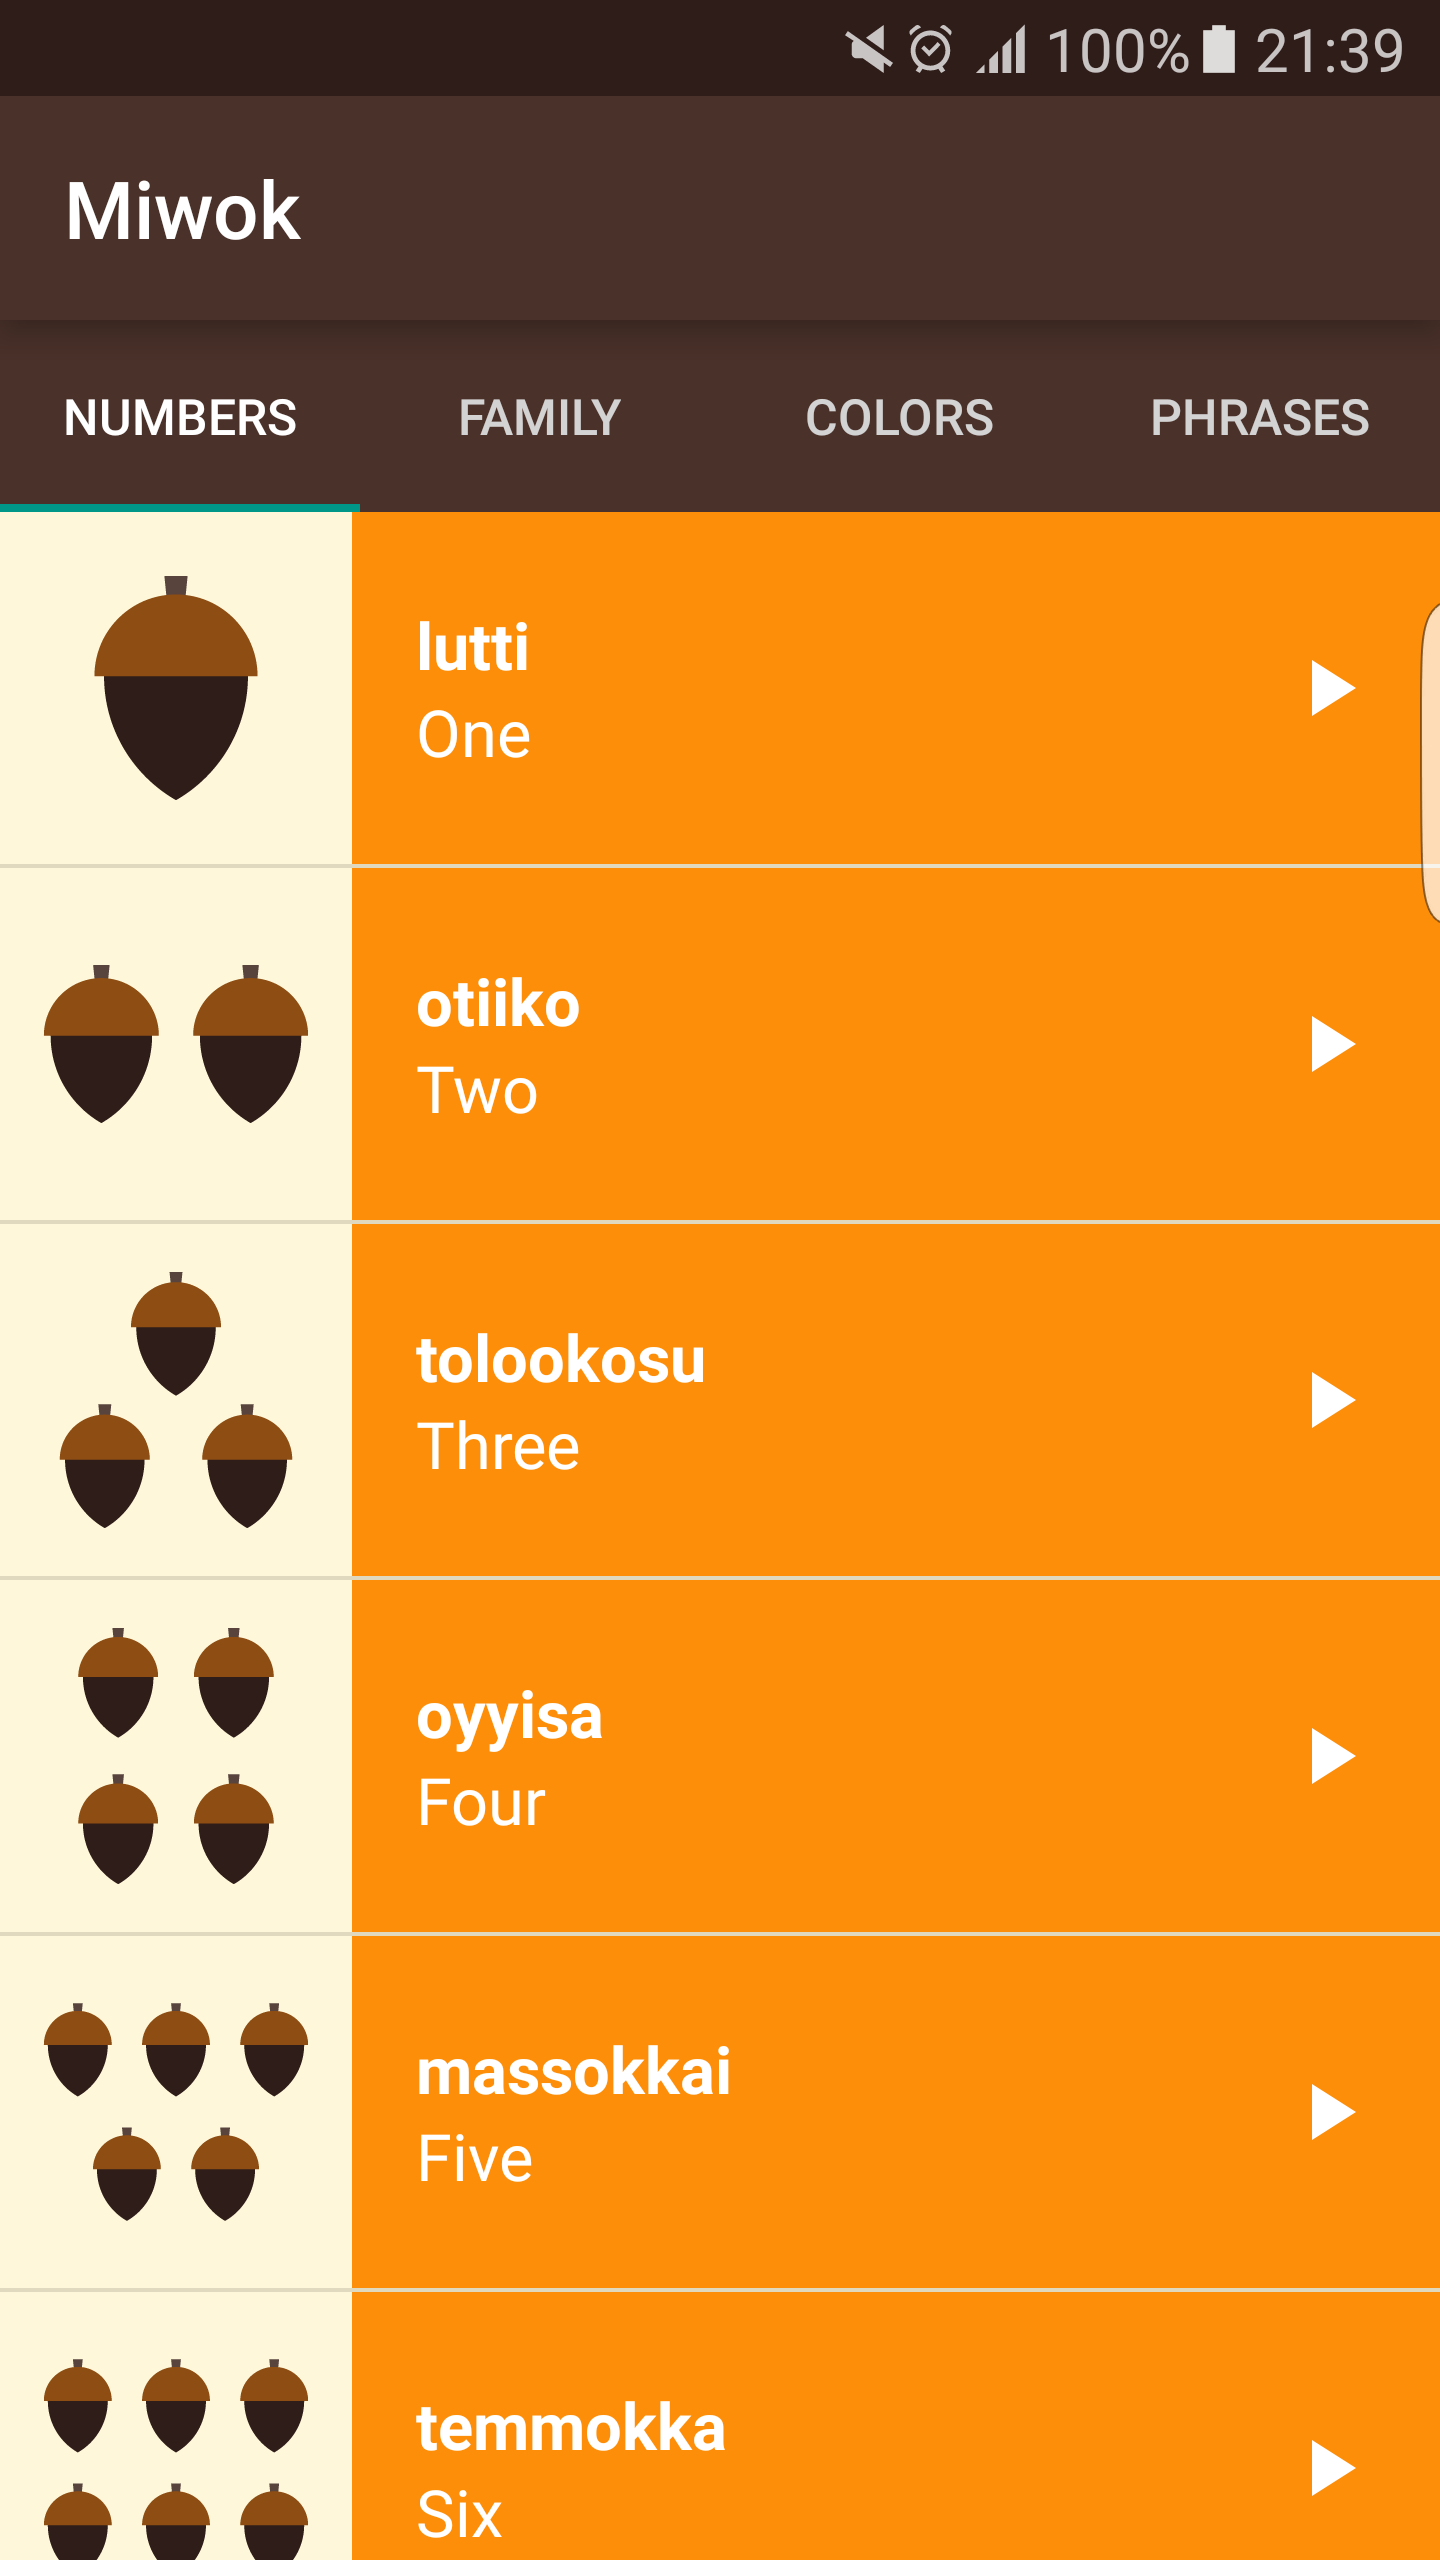 100% 21:39
Miwok
NUMBERS FAMILY COLORS PHRASES
lutti
One
otiiko
Two
tolookosu
Three
oyyisa
Four
massokkai
Five
temmokka
Six